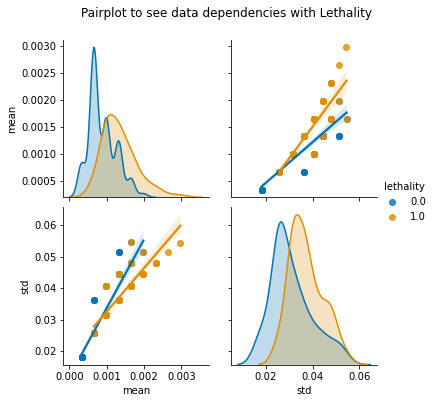 Pairplot to see data dependencies with Lethality
0.0030
0.0025
0.0020
0.0015
0.0010
0.0005
mean
lethality
0.0
1.0
0.06
0.05
0.04
0.03
0.02
std
0.000 0.001 0.002 0.003
mean
0.02 0.04 0.06
std